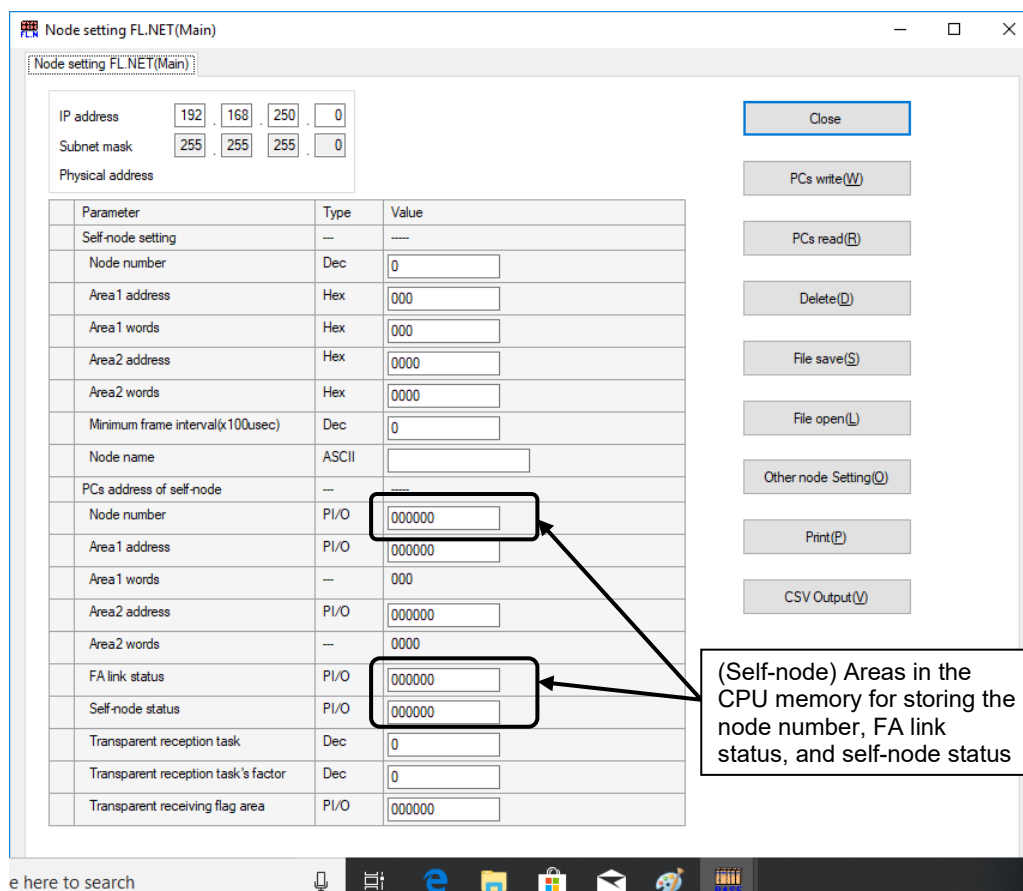 FL.N Node setting FL.NET(Main)
Node setting FL.NET(Main)
IP address 192 . 168 . 250 . 0
Subnet mask 255 . 255 255 . 0
Physical address
Close
PCs write(W)
PCs read(R)
Delete(D)
File save(S)
File open(L)
Other node Setting(O)
Print(P)
CSV Output(V)
Parameter Type Value
Self-node setting --- -----
Node number Dec 0
Area1 address Hex 000
Area1 words Hex 000
Area2 address Hex 0000
Area2 words Hex 0000
Minimum frame interval(x100usec) Dec 0
Node name ASCII
PCs address of self-node --- -----
Node number PI/O 000000
Area1 address PI/O 000000
Area1 words --- 000
Area2 address PI/O 000000
Area2 words --- 0000
FA link status PI/O 000000
Self-node status PI/O 000000
Transparent reception task Dec 0
Transparent reception task's factor Dec 0
Transparent receiving flag area PI/O 000000
(Self-node) Areas in the
CPU memory for storing the
node number, FA link
status, and self-node status
e here to search
BASE